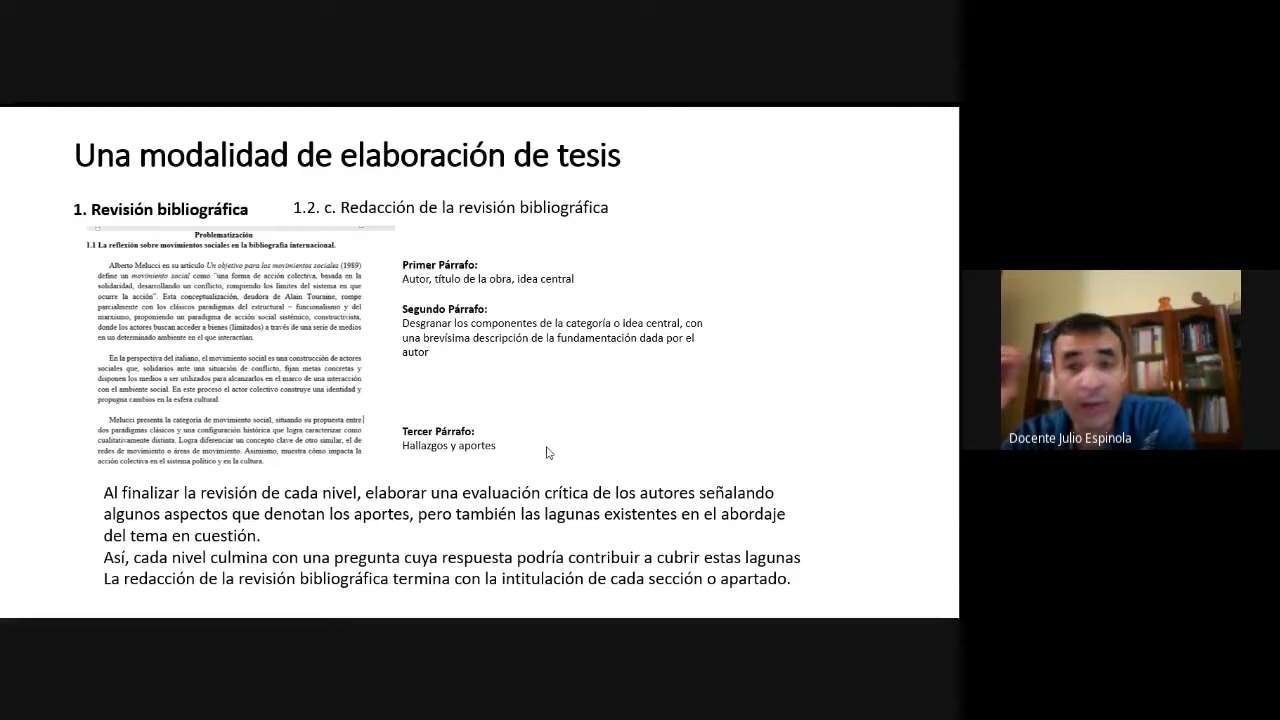 Una modalidad de elaboración de tesis
1. Revisión bibliográfica
1.2. c. Redacción de la revisión bibliográfica
Problematización
1.1 La reflexión sobre movimientos sociales en la bibliografía internacional.
Alberto Melucci en su artículo Un objetivo para los movimientos sociales (1989)
define un movimiento social como "una forma de acción colectiva, basada en la
solidaridad, desarrollando un conflicto, rompiendo los límites del sistema en que
ocurre la acción". Esta conceptualización, deudora de Alain Touraine, rompe
parcialmente con los clásicos paradigmas del estructural – funcionalismo y del
marxismo, proponiendo un paradigma de acción social sistémico, constructivista,
donde los actores buscan acceder a bienes (limitados) a través de una serie de medios
en un determinado ambiente en el que interactúan.
En la perspectiva del italiano, el movimiento social es una construcción de actores
sociales que, solidarios ante una situación de conflicto, fijan metas concretas y
disponen los medios a ser utilizados para alcanzarlos en el marco de una interacción
con el ambiente social. En este proceso el actor colectivo construye una identidad y
propugna cambios en la esfera cultural.
Melucci presenta la categoría de movimiento social, situando su propuesta entre
dos paradigmas clásicos y una configuración histórica que logra caracterizar como
cualitativamente distinta. Logra diferenciar un concepto clave de otro similar, el de
redes de movimiento o áreas de movimiento. Asimismo, muestra cómo impacta la
acción colectiva en el sistema político y en la cultura.
Primer Párrafo:
Autor, título de la obra, idea central
Segundo Párrafo:
Desgranar los componentes de la categoría o Idea central, con
una brevísima descripción de la fundamentación dada por el
autor
Tercer Párrafo:
Hallazgos y aportes
Al finalizar la revisión de cada nivel, elaborar una evaluación crítica de los autores señalando
algunos aspectos que denotan los aportes, pero también las lagunas existentes en el abordaje
del tema en cuestión.
Así, cada nivel culmina con una pregunta cuya respuesta podría contribuir a cubrir estas lagunas
La redacción de la revisión bibliográfica termina con la intitulación de cada sección o apartado.
Docente Julio Espinola